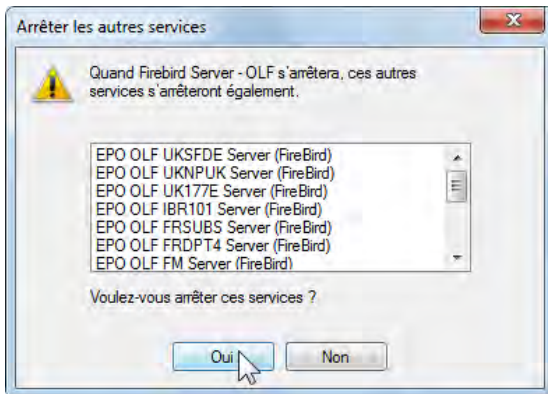 Arrêter les autres services
Quand Firebird Server - OLF s'arrêtera, ces autres
services s'arrêteront également.
EPO OLF UKSFDE Server (FireBird)
EPO OLF UKNPUK Server (FireBird)
EPO OLF UK177E Server (FireBird)
EPO OLF IBR101 Server (FireBird)
EPO OLF FRSUBS Server (FireBird)
EPO OLF FRDPT4 Server (FireBird)
EPO OLF FM Server (FireBird)
Voulez-vous arrêter ces services ?
Oui
Non